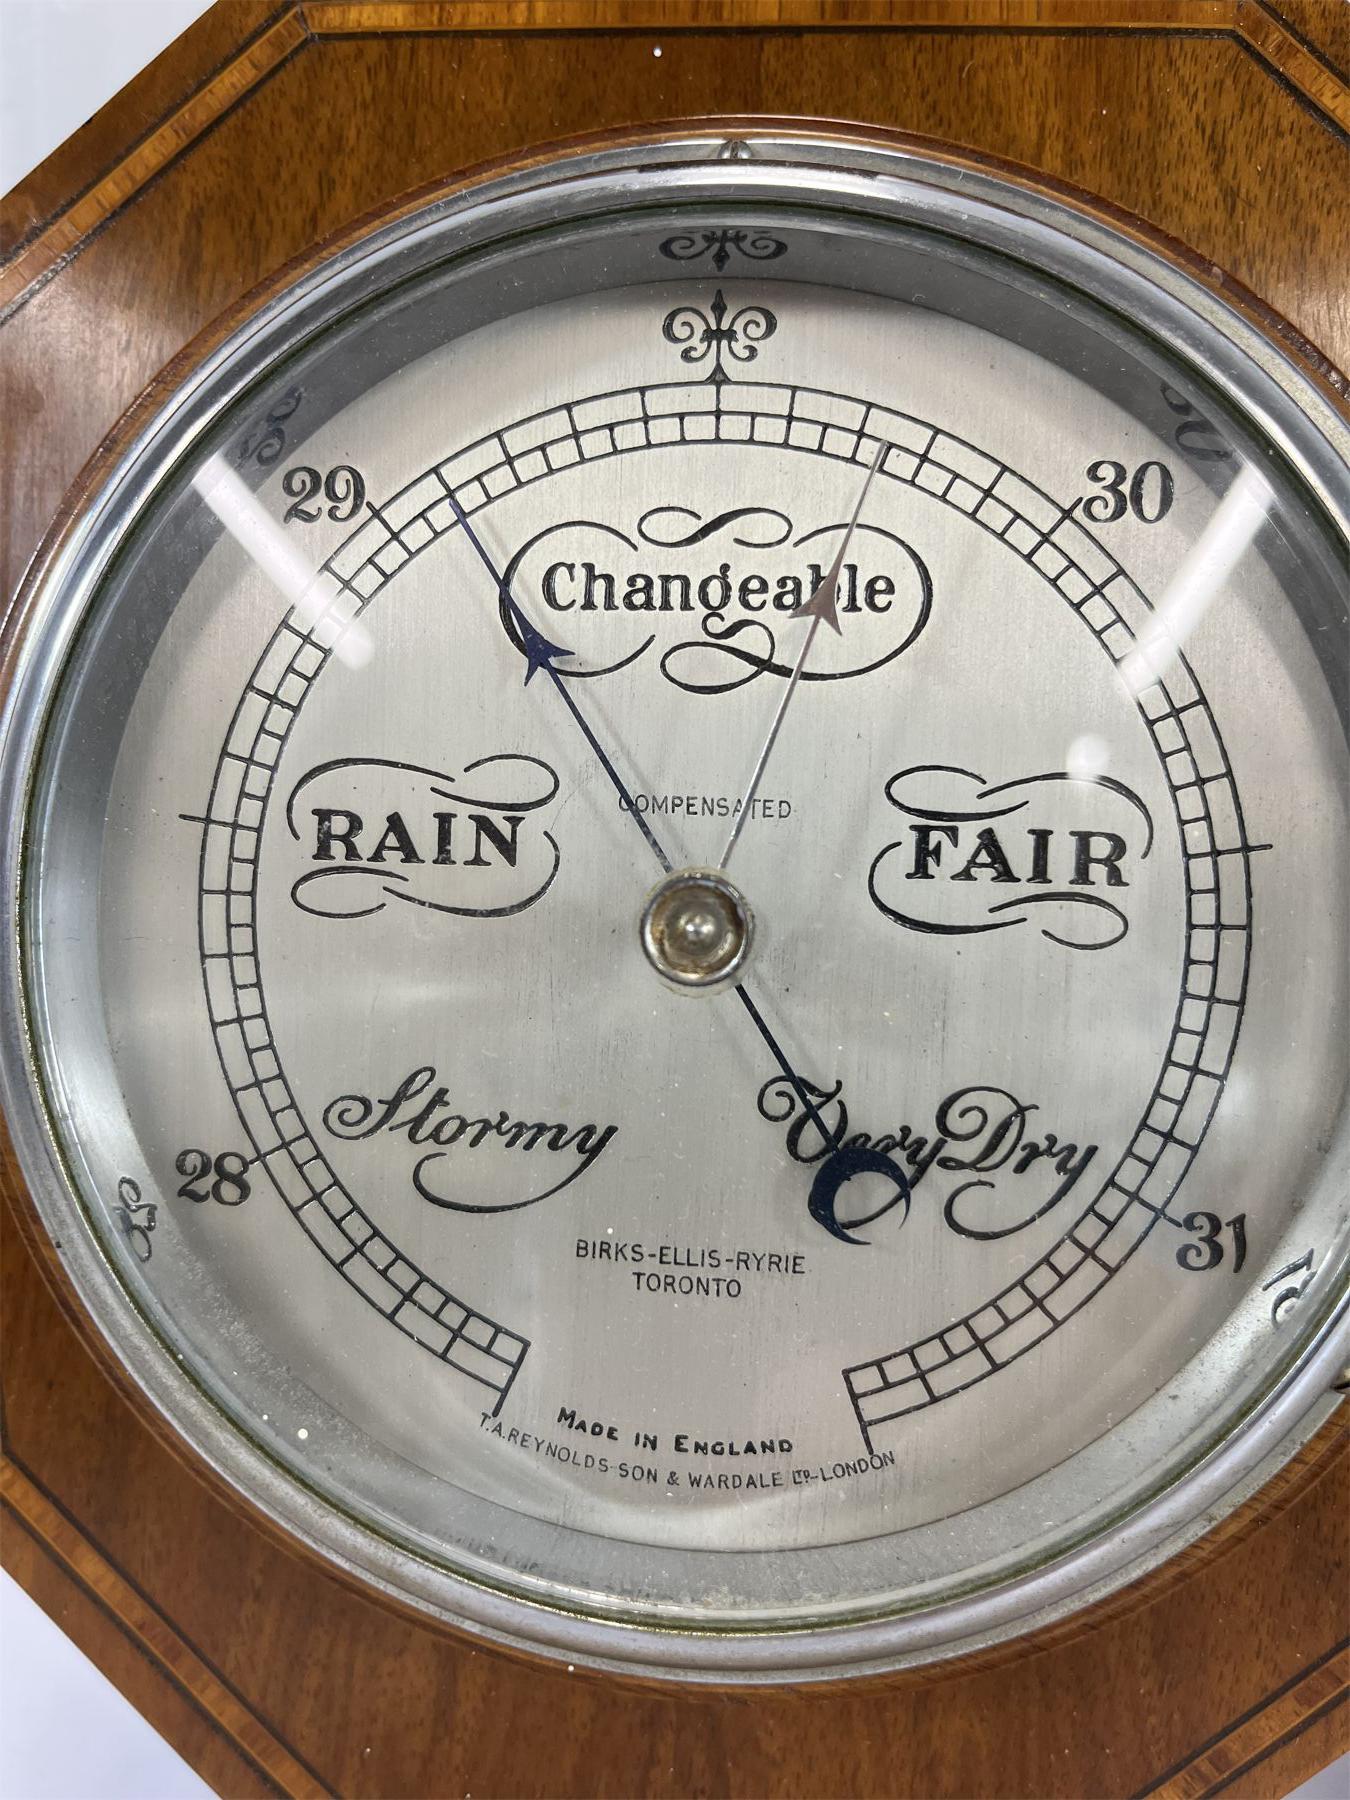 29
30
Changeable
COMPENSATED
RAIN
FAIR
Stormy
Very Dry
28
31
BIRKS-ELLIS-RYRIE
TORONTO
MADE IN ENGLAND
T.A.REYNOLDS-SON & WARDALE LTD-LONDON